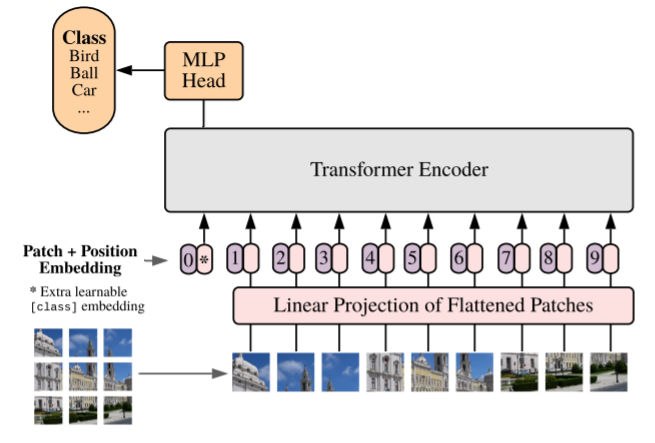 Class
Bird
Ball
Car
...
MLP
Head
Transformer Encoder
Patch + Position
Embedding
0 * 1 2 3 4 5 6 7 8 9
* Extra learnable
[class] embedding
Linear Projection of Flattened Patches